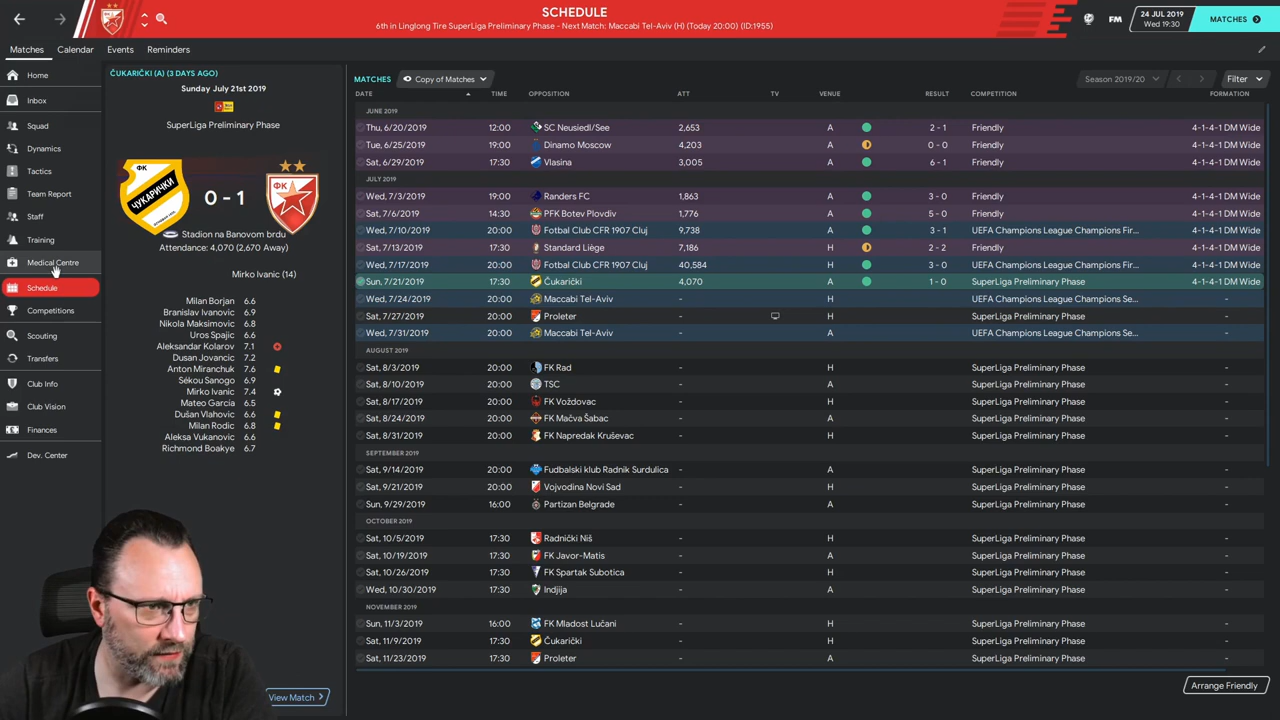 SCHEDULE
6th in Linglong Tire SuperLiga Preliminary Phase - Next Match: Maccabi Tel-Aviv (H) (Today 20:00) (ID:1955)
FM
24 JUL 2019
Wed 19:30
MATCHES
Matches Calendar Events Reminders
Home
Inbox
Squad
Dynamics
Tactics
Team Report
Staff
Training
Medical Centre
Schedule
Competitions
Scouting
Transfers
Club Info
Club Vision
Finances
Dev. Center
ČUKARIČKI (A) (3 DAYS AGO)
Sunday July 21st 2019
SuperLiga Preliminary Phase
ФК
ЧУКАРИЧКИ
0 - 1
ФК
Stadion na Banovom brdu
Attendance: 4,070 (2,670 Away)
Mirko Ivanic (14)
Milan Borjan 6.6
Branislav Ivanovic 6.9
Nikola Maksimovic 6.8
Uros Spajic 6.6
Aleksandar Kolarov 7.1
Dusan Jovancic 7.2
Anton Miranchuk 7.6
Sékou Sanogo 6.9
Mirko Ivanic 7.4
Mateo García 6.5
Dušan Vlahovic 6.6
Milan Rodic 6.8
Aleksa Vukanovic 6.6
Richmond Boakye 6.7
View Match
MATCHES Copy of Matches Season 2019/20 Filter
DATE TIME OPPOSITION ATT TV VENUE RESULT COMPETITION FORMATION
JUNE 2019
Thu, 6/20/2019 12:00 SC Neusiedl/See 2,653 A 2 - 1 Friendly 4-1-4-1 DM Wide
Tue, 6/25/2019 19:00 Dinamo Moscow 4,203 A 0 - 0 Friendly 4-1-4-1 DM Wide
Sat, 6/29/2019 17:30 Vlasina 3,005 A 6 - 1 Friendly 4-1-4-1 DM Wide
JULY 2019
Wed, 7/3/2019 19:00 Randers FC 1,863 A 3 - 0 Friendly 4-1-4-1 DM Wide
Sat, 7/6/2019 14:30 PFK Botev Plovdiv 1,776 A 5 - 0 Friendly 4-1-4-1 DM Wide
Wed, 7/10/2019 20:00 Fotbal Club CFR 1907 Cluj 9,738 A 3 - 1 UEFA Champions League Champions Fir... 4-1-4-1 DM Wide
Sat, 7/13/2019 17:30 Standard Liège 7,186 H 2 - 2 Friendly 4-1-4-1 DM Wide
Wed, 7/17/2019 20:00 Fotbal Club CFR 1907 Cluj 40,584 H 3 - 0 UEFA Champions League Champions Fir... 4-1-4-1 DM Wide
Sun, 7/21/2019 17:30 Čukarički 4,070 A 1 - 0 SuperLiga Preliminary Phase 4-1-4-1 DM Wide
Wed, 7/24/2019 20:00 Maccabi Tel-Aviv - H UEFA Champions League Champions Se... -
Sat, 7/27/2019 20:00 Proleter - H SuperLiga Preliminary Phase -
Wed, 7/31/2019 20:00 Maccabi Tel-Aviv - A UEFA Champions League Champions Se... -
AUGUST 2019
Sat, 8/3/2019 20:00 FK Rad - H SuperLiga Preliminary Phase -
Sat, 8/10/2019 20:00 TSC - A SuperLiga Preliminary Phase -
Sat, 8/17/2019 20:00 FK Voždovac - H SuperLiga Preliminary Phase -
Sat, 8/24/2019 20:00 FK Mačva Šabac - A SuperLiga Preliminary Phase -
Sat, 8/31/2019 20:00 FK Napredak Kruševac - H SuperLiga Preliminary Phase -
SEPTEMBER 2019
Sat, 9/14/2019 20:00 Fudbalski klub Radnik Surdulica - A SuperLiga Preliminary Phase -
Sat, 9/21/2019 20:00 Vojvodina Novi Sad - H SuperLiga Preliminary Phase -
Sun, 9/29/2019 16:00 Partizan Belgrade - A SuperLiga Preliminary Phase -
OCTOBER 2019
Sat, 10/5/2019 17:30 Radnički Niš - H SuperLiga Preliminary Phase -
Sat, 10/19/2019 17:30 FK Javor-Matis - A SuperLiga Preliminary Phase -
Sat, 10/26/2019 17:30 FK Spartak Subotica - H SuperLiga Preliminary Phase -
Wed, 10/30/2019 17:30 Inđija - A SuperLiga Preliminary Phase -
NOVEMBER 2019
Sun, 11/3/2019 16:00 FK Mladost Lučani - H SuperLiga Preliminary Phase -
Sat, 11/9/2019 17:30 Čukarički - H SuperLiga Preliminary Phase -
Sat, 11/23/2019 17:30 Proleter - A SuperLiga Preliminary Phase -
Arrange Friendly